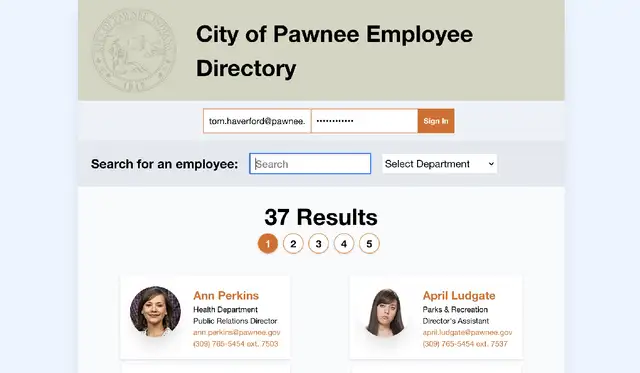 City of Pawnee Employee
Directory
tom.haverford@pawnee.
Sign In
Search for an employee:
Search
Select Department
37 Results
1 2 3 4 5
Ann Perkins
Health Department
Public Relations Director
ann.perkins@pawnee.gov
(309) 765-5454 ext. 7503
April Ludgate
Parks & Recreation
Director's Assistant
april.ludgate@pawnee.gov
(309) 765-5454 ext. 7537